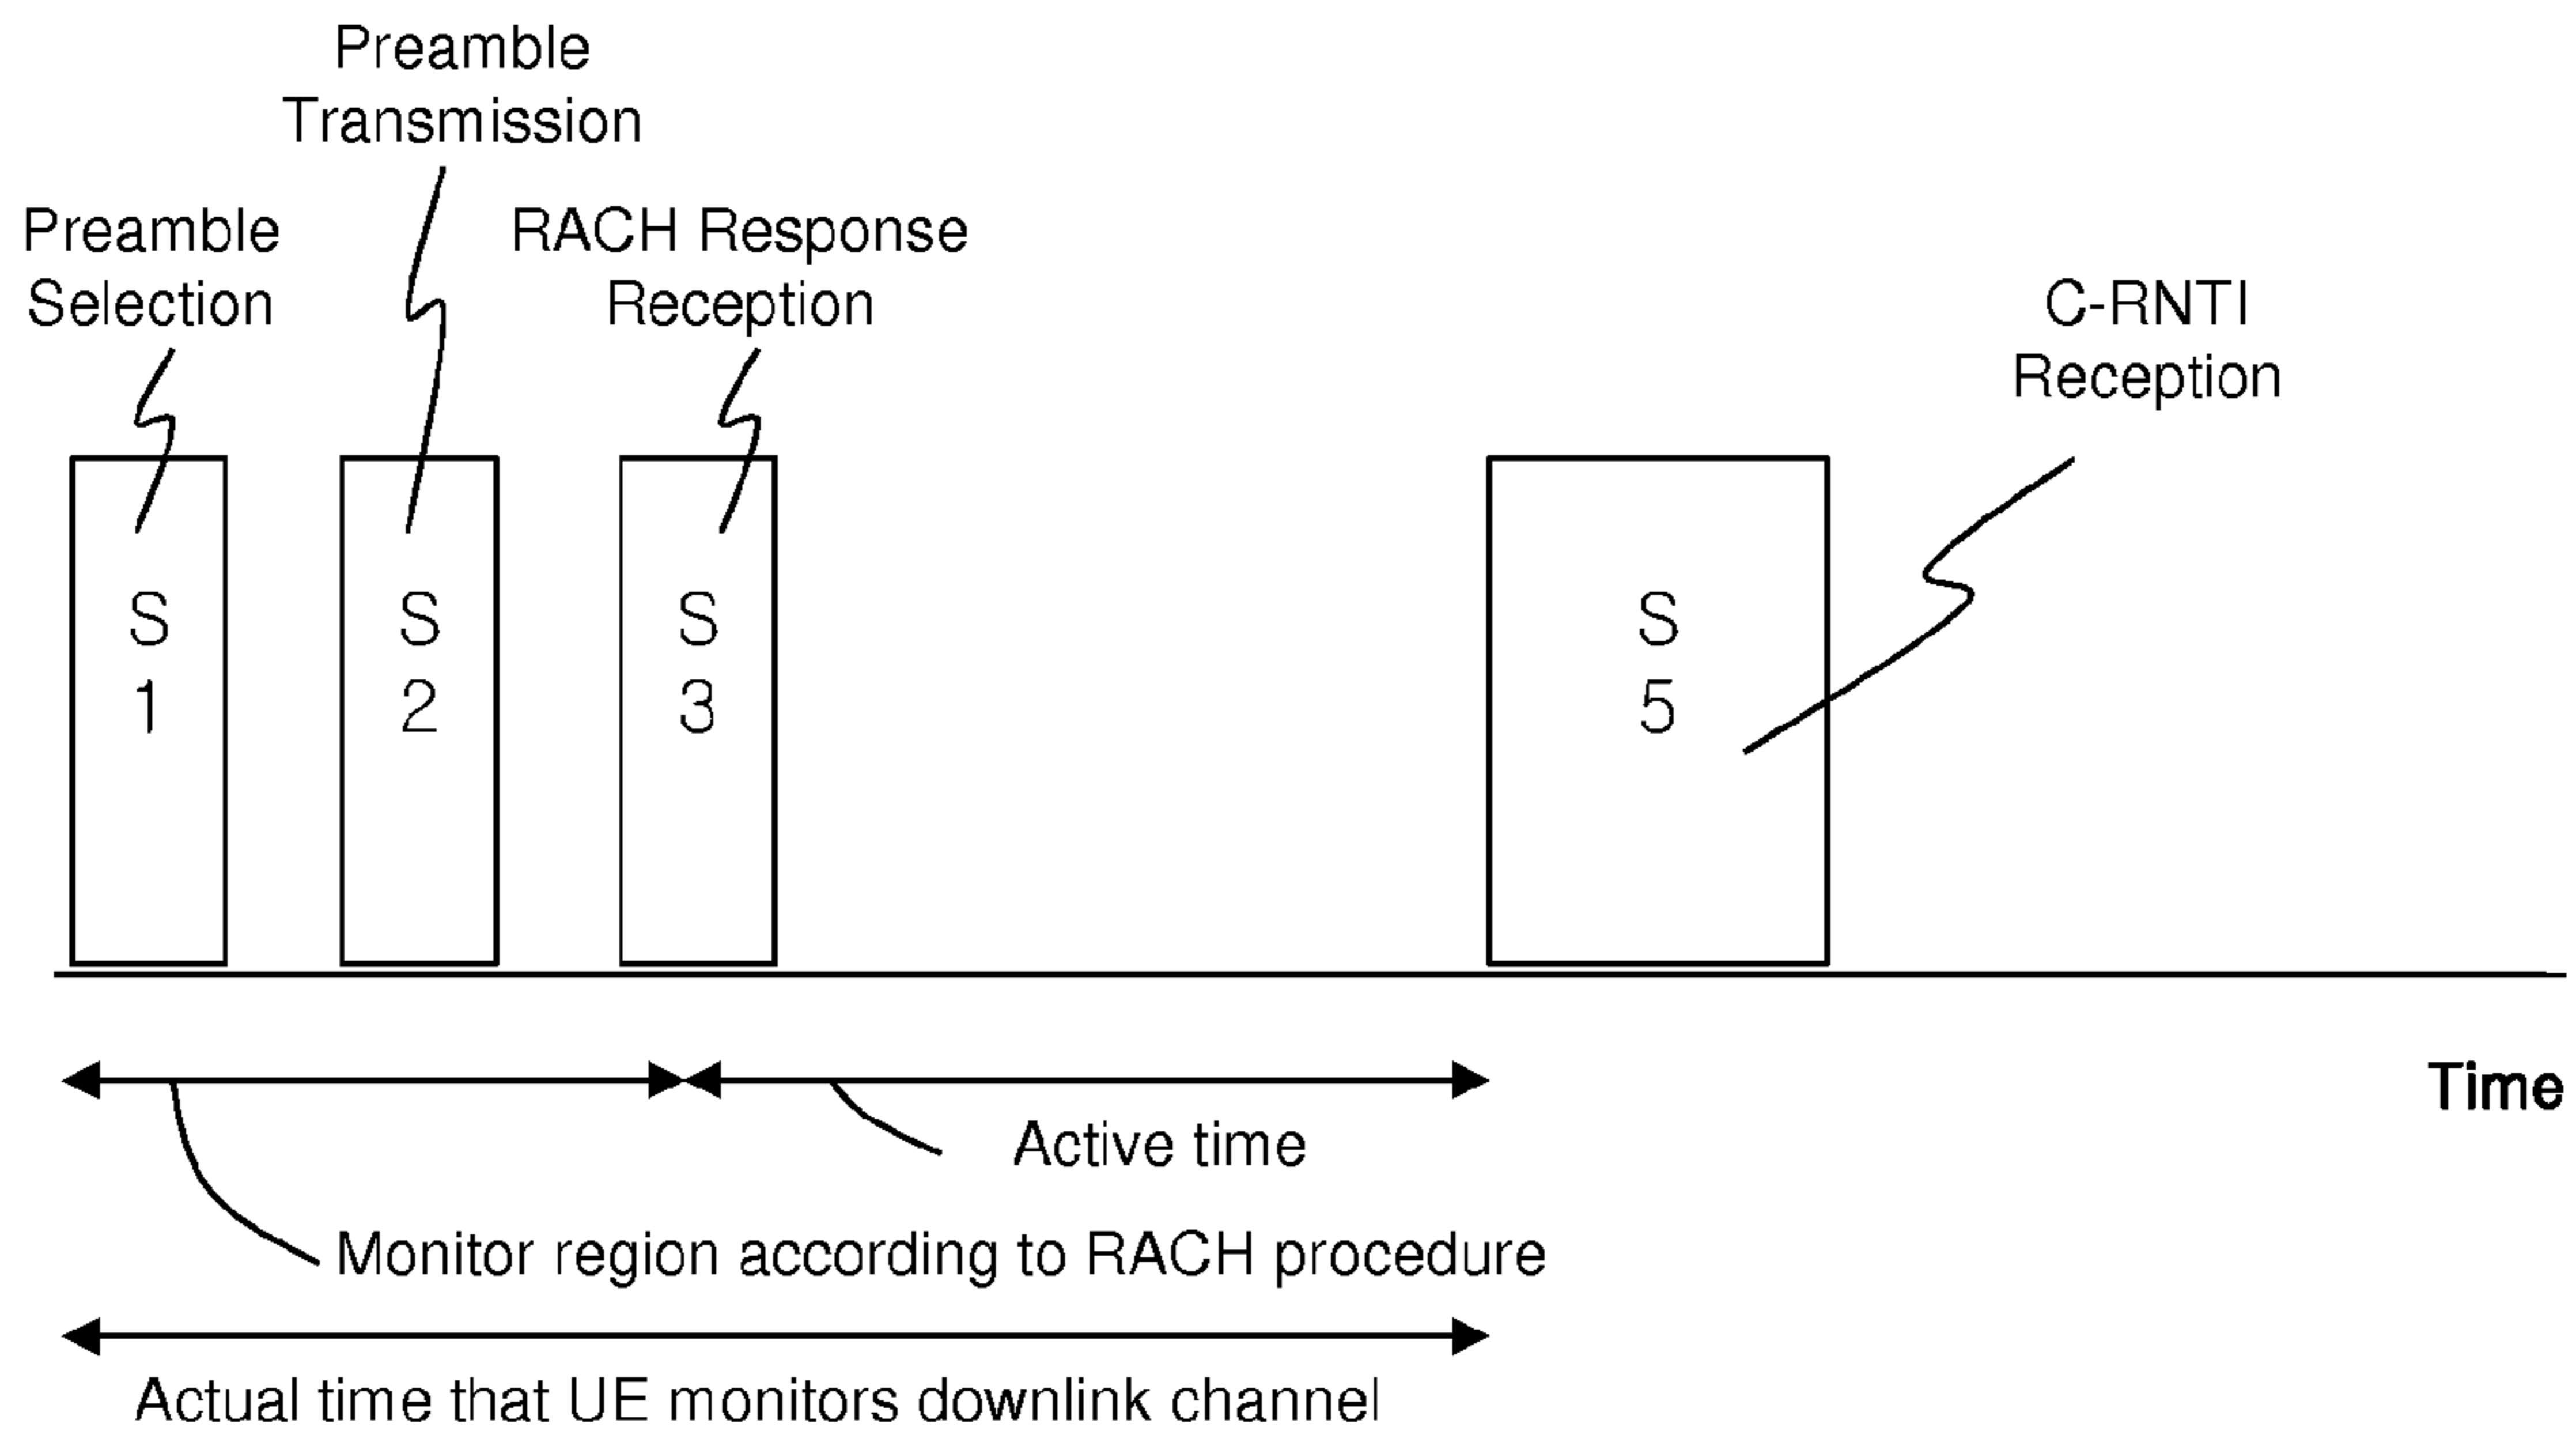 Preamble
Transmission
Preamble
Selection
RACH Response
Reception
C-RNTI
Reception
S
1
S
2
S
3
S
5
Time
Active time
Monitor region according to RACH procedure
Actual time that UE monitors downlink channel